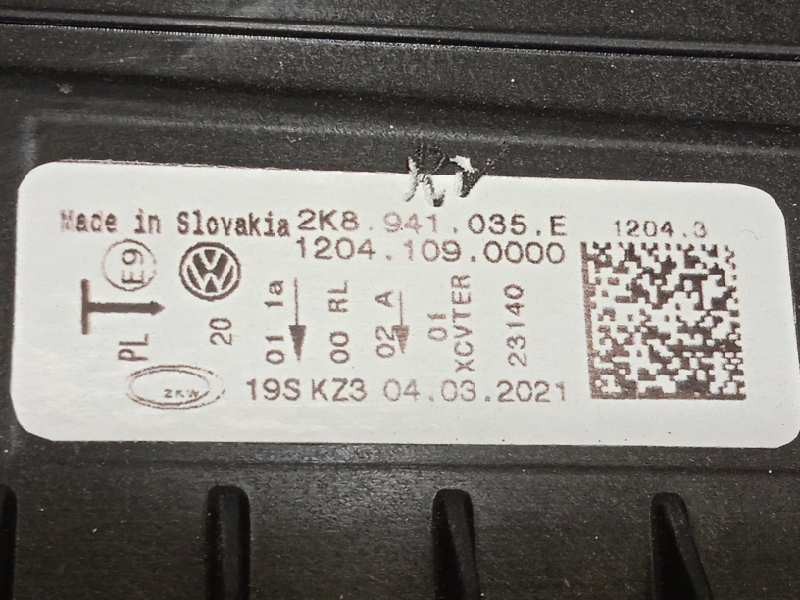 Made in Slovakia 2K8.941.035.E 1204.3
1204.109.0000
E9
PL
20
01 1a
00 RL
02 A
01
XCVTER
23140
ZKW 19S KZ3 04.03.2021